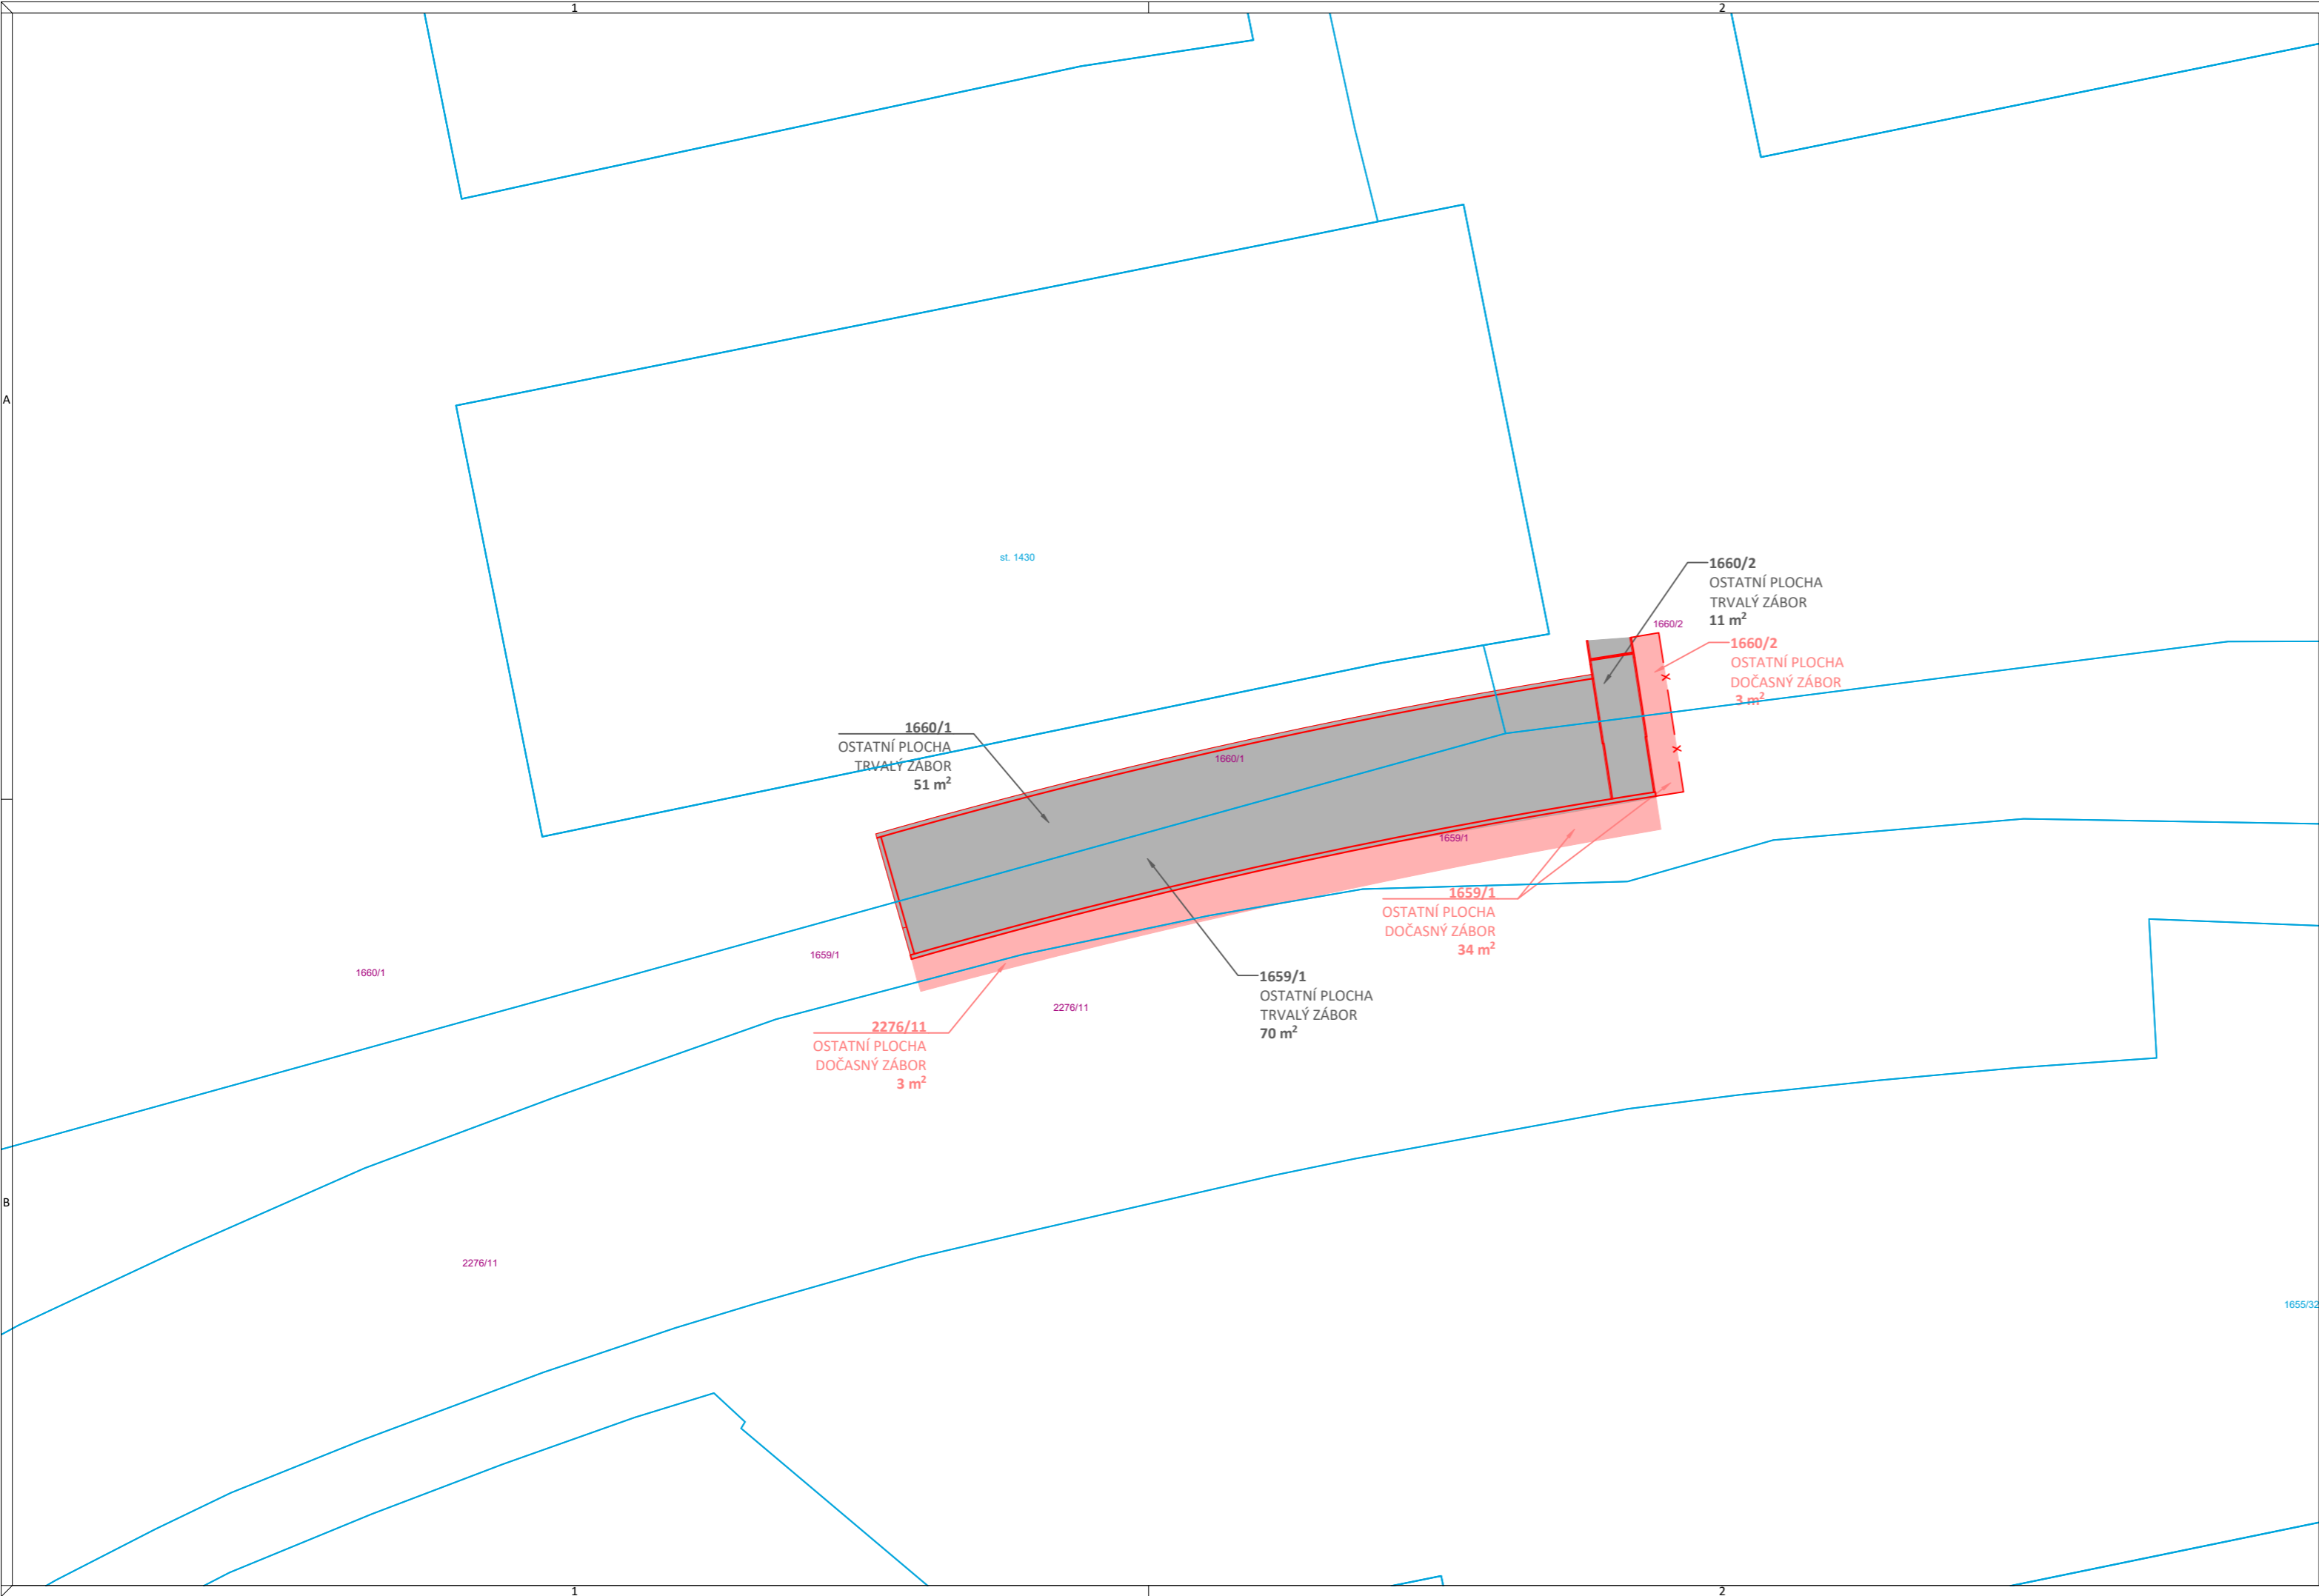 1
2
A
st. 1430
1660/2
OSTATNÍ PLOCHA
TRVALÝ ZÁBOR
11 m²
1660/2
1660/2
OSTATNÍ PLOCHA
DOČASNÝ ZÁBOR
3 m²
1660/1
OSTATNÍ PLOCHA
TRVALÝ ZÁBOR
51 m²
1660/1
1659/1
1659/1
OSTATNÍ PLOCHA
DOČASNÝ ZÁBOR
34 m²
1659/1
1660/1
1659/1
OSTATNÍ PLOCHA
TRVALÝ ZÁBOR
70 m²
2276/11
2276/11
OSTATNÍ PLOCHA
DOČASNÝ ZÁBOR
3 m²
B
2276/11
1655/32
1
2